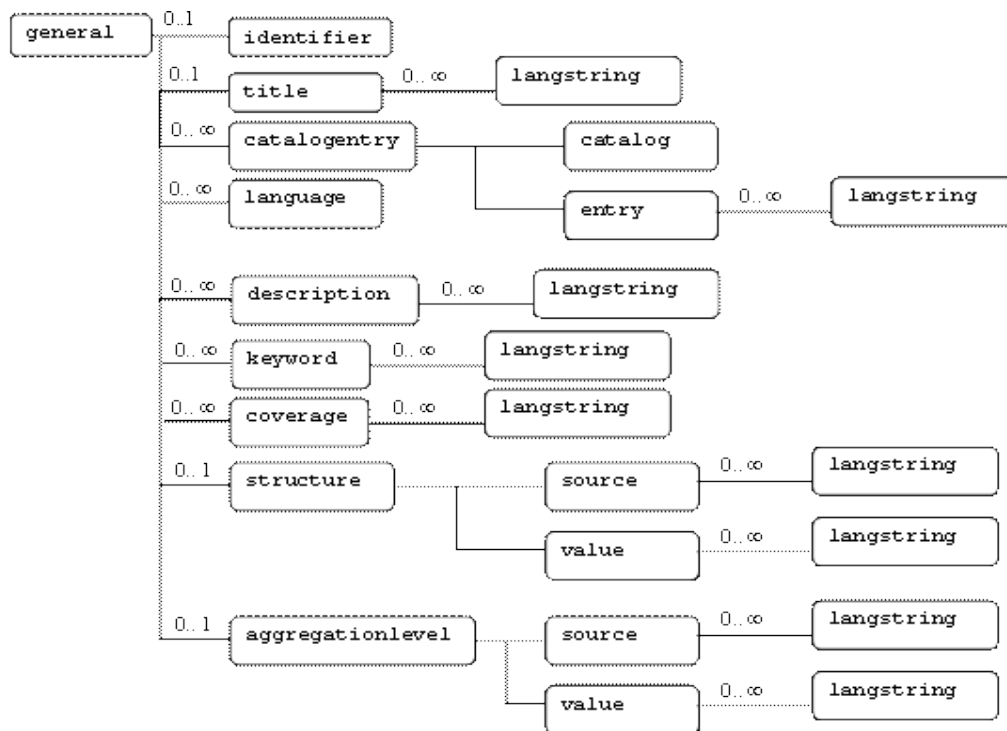 general 0..1 identifier
0..1 title 0..∞ langstring
0..∞ catalogentry catalog
0..∞ language entry 0..∞ langstring
0..∞ description 0..∞ langstring
0..∞ keyword 0..∞ langstring
0..∞ coverage 0..∞ langstring
0..1 structure source 0..∞ langstring
value 0..∞ langstring
0..1 aggregationlevel source 0..∞ langstring
value 0..∞ langstring